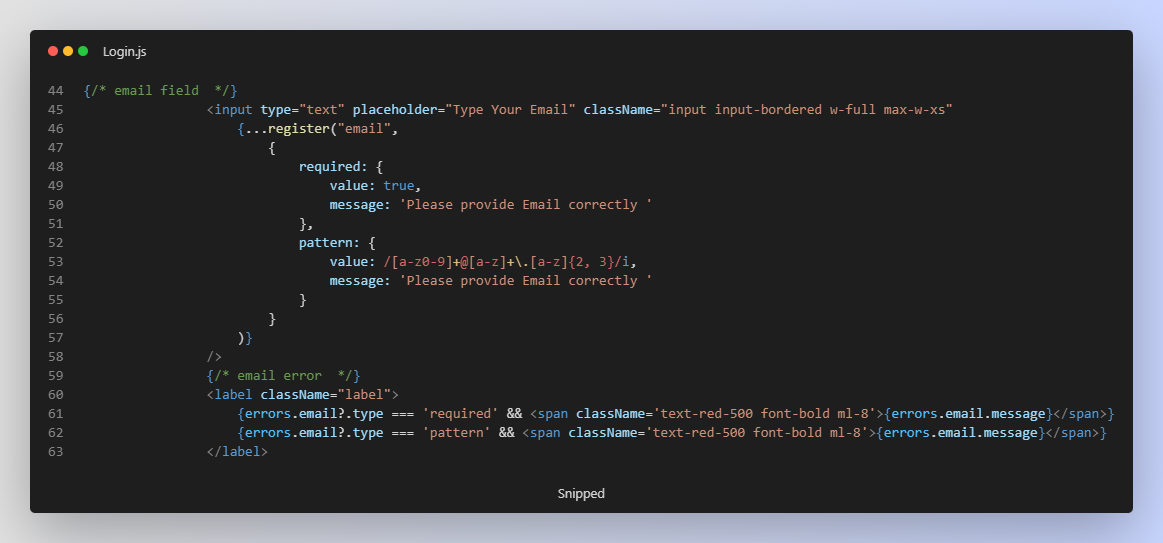 Login.js
44 {/* email field  */}
45 <input type="text" placeholder="Type Your Email" className="input input-bordered w-full max-w-xs"
46 {...register("email",
47 {
48 required: {
49 value: true,
50 message: 'Please provide Email correctly '
51 },
52 pattern: {
53 value: /[a-z0-9]+@[a-z]+\.[a-z]{2, 3}/i,
54 message: 'Please provide Email correctly '
55 }
56 }
57 )}
58 />
59 {/* email error  */}
60 <label className="label">
61 {errors.email?.type === 'required' && <span className='text-red-500 font-bold ml-8'>{errors.email.message}</span>}
62 {errors.email?.type === 'pattern' && <span className='text-red-500 font-bold ml-8'>{errors.email.message}</span>}
63 </label>
Snipped